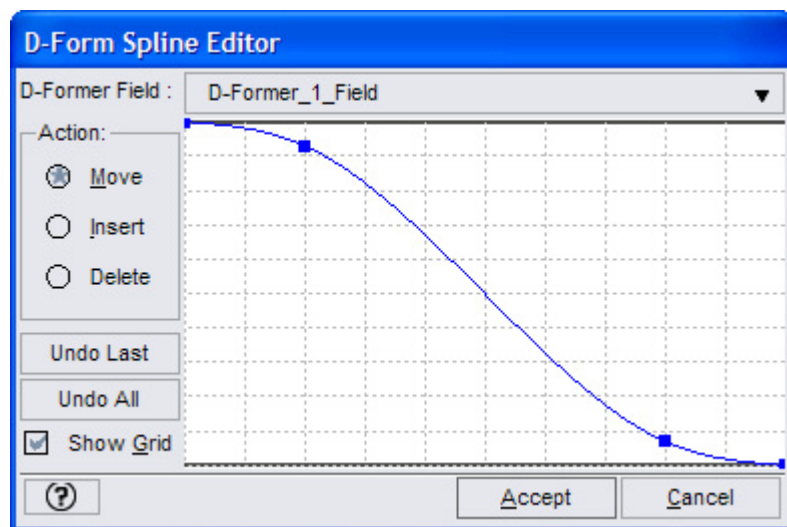 D-Form Spline Editor
D-Former Field : D-Former_1_Field
Action:
Move
Insert
Delete
Undo Last
Undo All
Show Grid
? Accept Cancel